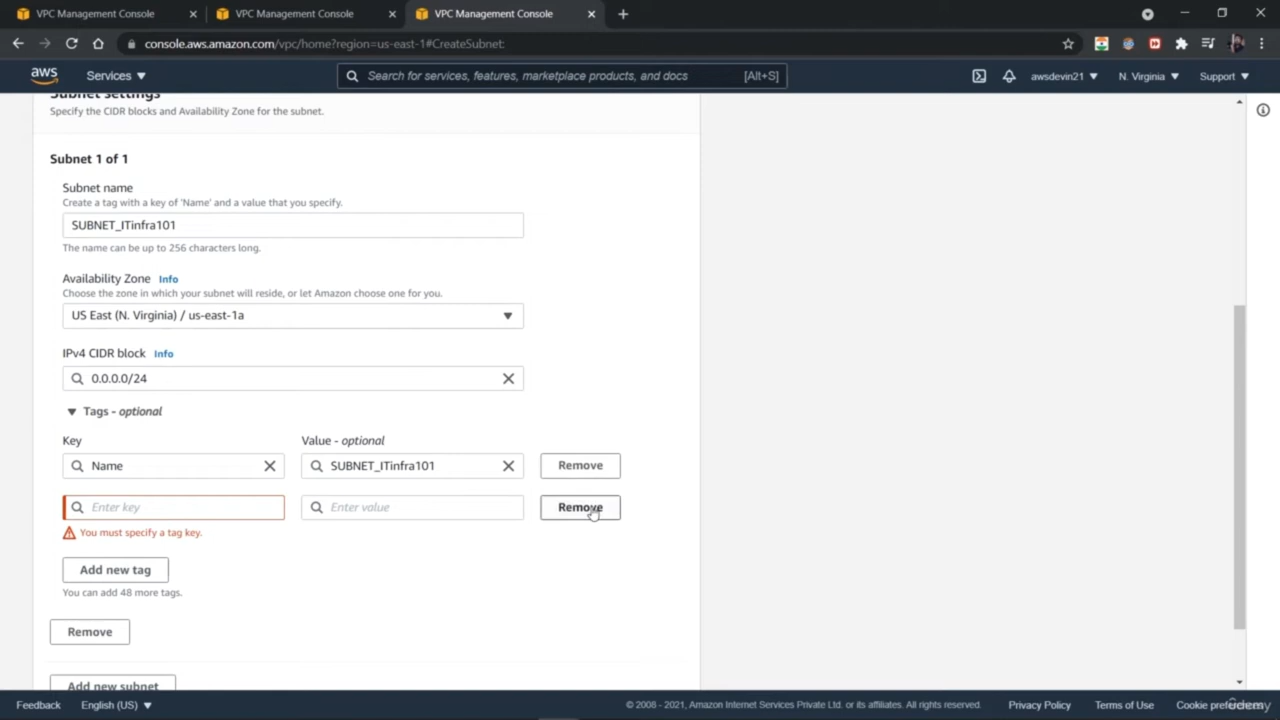 VPC Management Console
VPC Management Console
VPC Management Console
console.aws.amazon.com/vpc/home?region=us-east-1#CreateSubnet:
aws
Services
Search for services, features, marketplace products, and docs
[Alt+S]
awsdevin21
N. Virginia
Support
Subnet settings
Specify the CIDR blocks and Availability Zone for the subnet.
Subnet 1 of 1
Subnet name
Create a tag with a key of 'Name' and a value that you specify.
SUBNET_ITinfra101
The name can be up to 256 characters long.
Availability Zone Info
Choose the zone in which your subnet will reside, or let Amazon choose one for you.
US East (N. Virginia) / us-east-1a
IPv4 CIDR block Info
0.0.0.0/24
Tags - optional
Key
Value - optional
Name
SUBNET_ITinfra101
Remove
Enter key
Enter value
Remove
You must specify a tag key.
Add new tag
You can add 48 more tags.
Remove
Add new subnet
Feedback
English (US)
© 2008 - 2021, Amazon Internet Services Private Ltd. or its affiliates. All rights reserved.
Privacy Policy
Terms of Use
Cookie preferences
Udemy